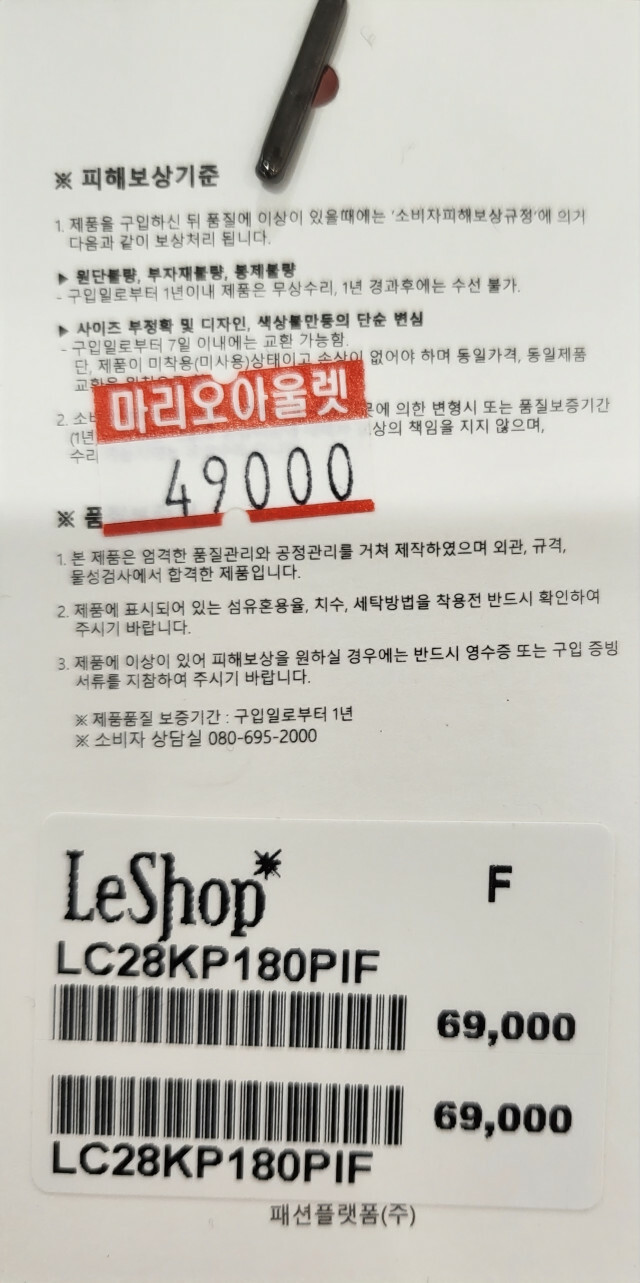 ※ 피해보상기준
1. 제품을 구입하신 뒤 품질에 이상이 있을때에는 '소비자피해보상규정'에 의거
다음과 같이 보상처리 됩니다.
▶ 원단불량, 부자재불량, 봉제불량
- 구입일로부터 1년이내 제품은 무상수리, 1년 경과후에는 수선 불가.
▶ 사이즈 부정확 및 디자인, 색상불만등의 단순 변심
- 구입일로부터 7일 이내에는 교환 가능함.
단, 제품이 미착용(미사용)상태이고 손상이 없어야 하며 동일가격, 동일제품
교환은
마리오아울렛
49000
2. 소비 에 의한 변형시 또는 품질보증기간
(1년 상의 책임을 지지 않으며,
수리
※ 품
1. 본 제품은 엄격한 품질관리와 공정관리를 거쳐 제작하였으며 외관, 규격,
물성검사에서 합격한 제품입니다.
2. 제품에 표시되어 있는 섬유혼용율, 치수, 세탁방법을 착용전 반드시 확인하여
주시기 바랍니다.
3. 제품에 이상이 있어 피해보상을 원하실 경우에는 반드시 영수증 또는 구입 증빙
서류를 지참하여 주시기 바랍니다.
※ 제품품질 보증기간 : 구입일로부터 1년
※ 소비자 상담실 080-695-2000
LeShop*
F
LC28KP180PIF
69,000
69,000
LC28KP180PIF
패션플랫폼(주)